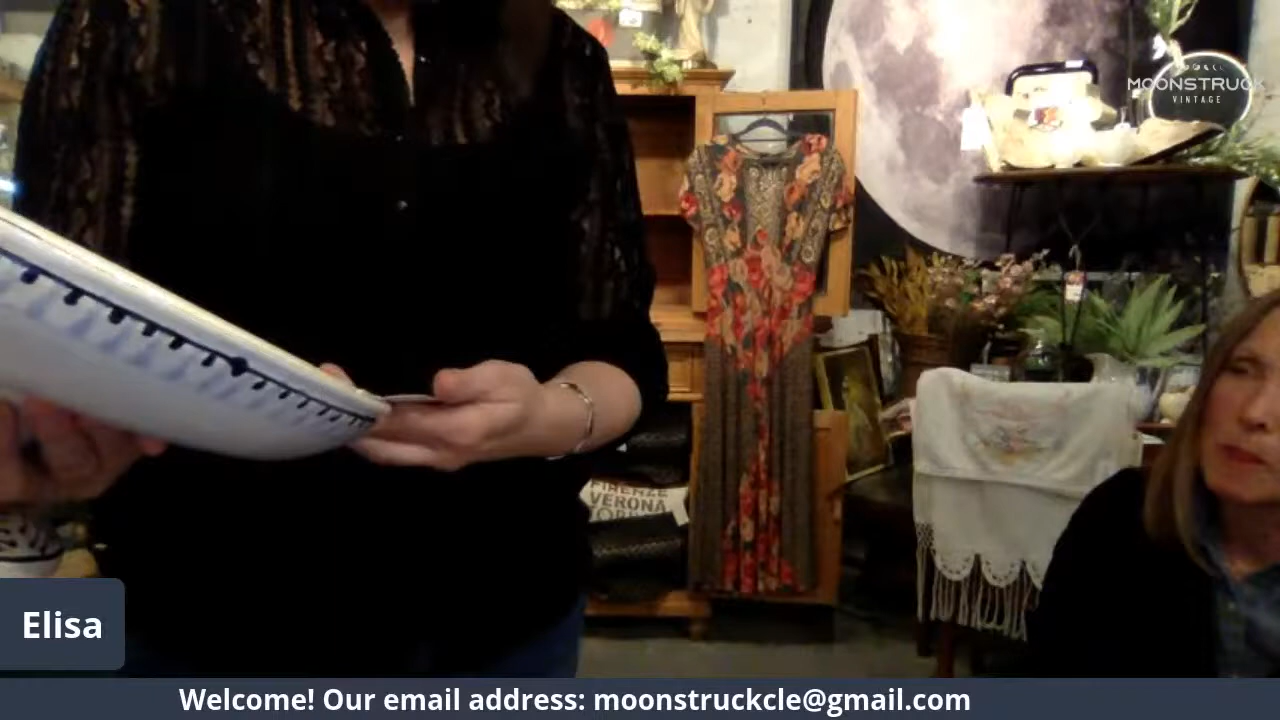 MOONSTRUCK
VINTAGE
FIRENZE
VERONA
Elisa
Welcome! Our email address: moonstruckcle@gmail.com